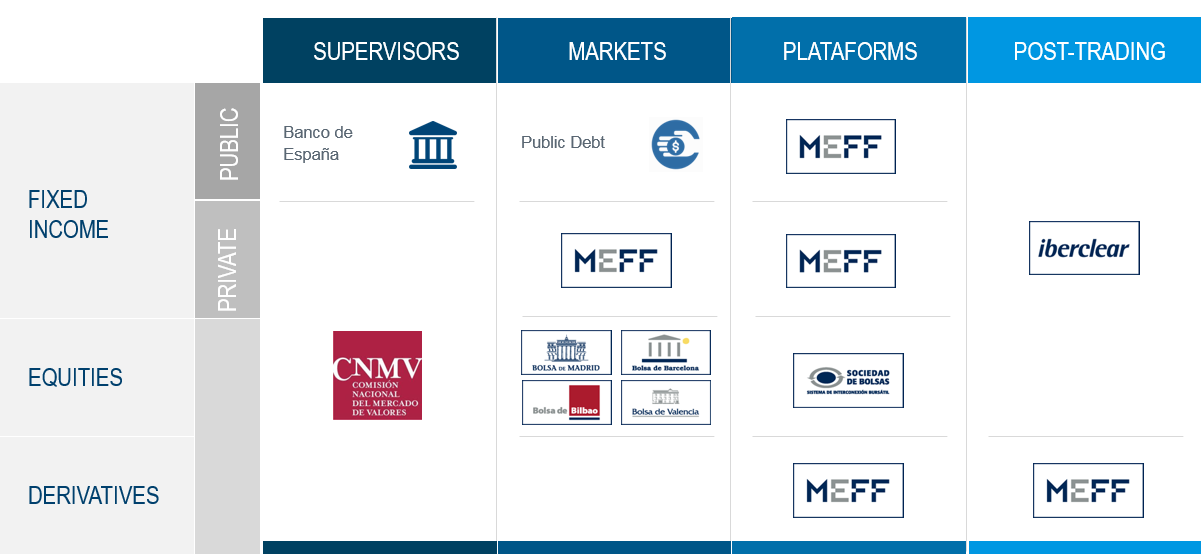 SUPERVISORS
MARKETS
PLATAFORMS
POST-TRADING
FIXED
INCOME
PUBLIC
Banco de
España
Public Debt
$
MEFF
PRIVATE
MEFF
MEFF
iberclear
EQUITIES
CNMV
COMISIÓN
NACIONAL
DEL MERCADO
DE VALORES
BOLSA DE MADRID
Bolsa de Barcelona
Bolsa de Bilbao
Bolsa de Valencia
SOCIEDAD
DE BOLSAS
SISTEMA DE INTERCONEXIÓN BURSÁTIL
DERIVATIVES
MEFF
MEFF